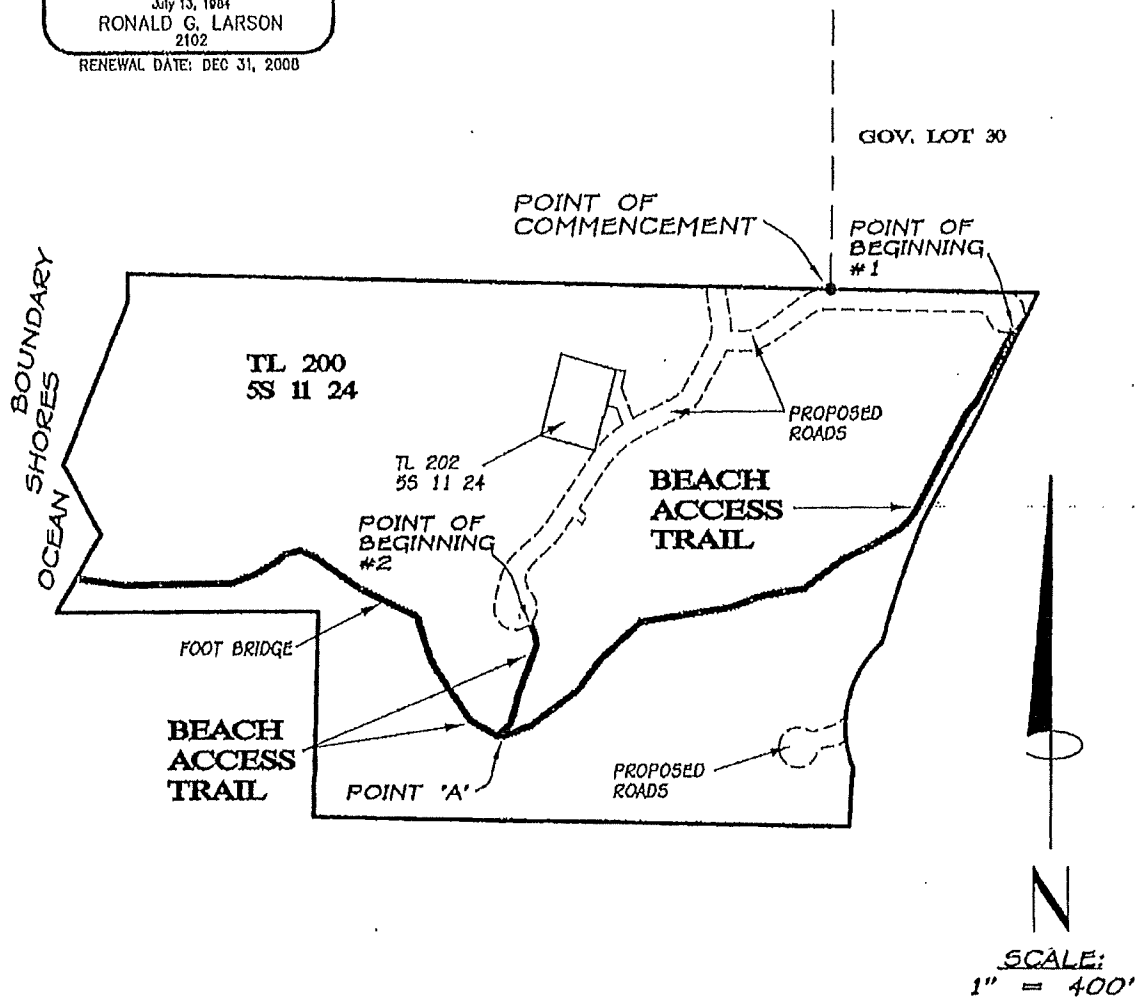 July 13, 1984
RONALD G. LARSON
2102
RENEWAL DATE: DEC 31, 2008
GOV. LOT 30
POINT OF
COMMENCEMENT
POINT OF
BEGINNING
#1
BOUNDARY
OCEAN SHORES
TL 200
5S 11 24
PROPOSED
ROADS
TL 202
5S 11 24
BEACH
ACCESS
TRAIL
POINT OF
BEGINNING
#2
FOOT BRIDGE
BEACH
ACCESS
TRAIL
POINT 'A'
PROPOSED
ROADS
N
SCALE:
1" = 400'